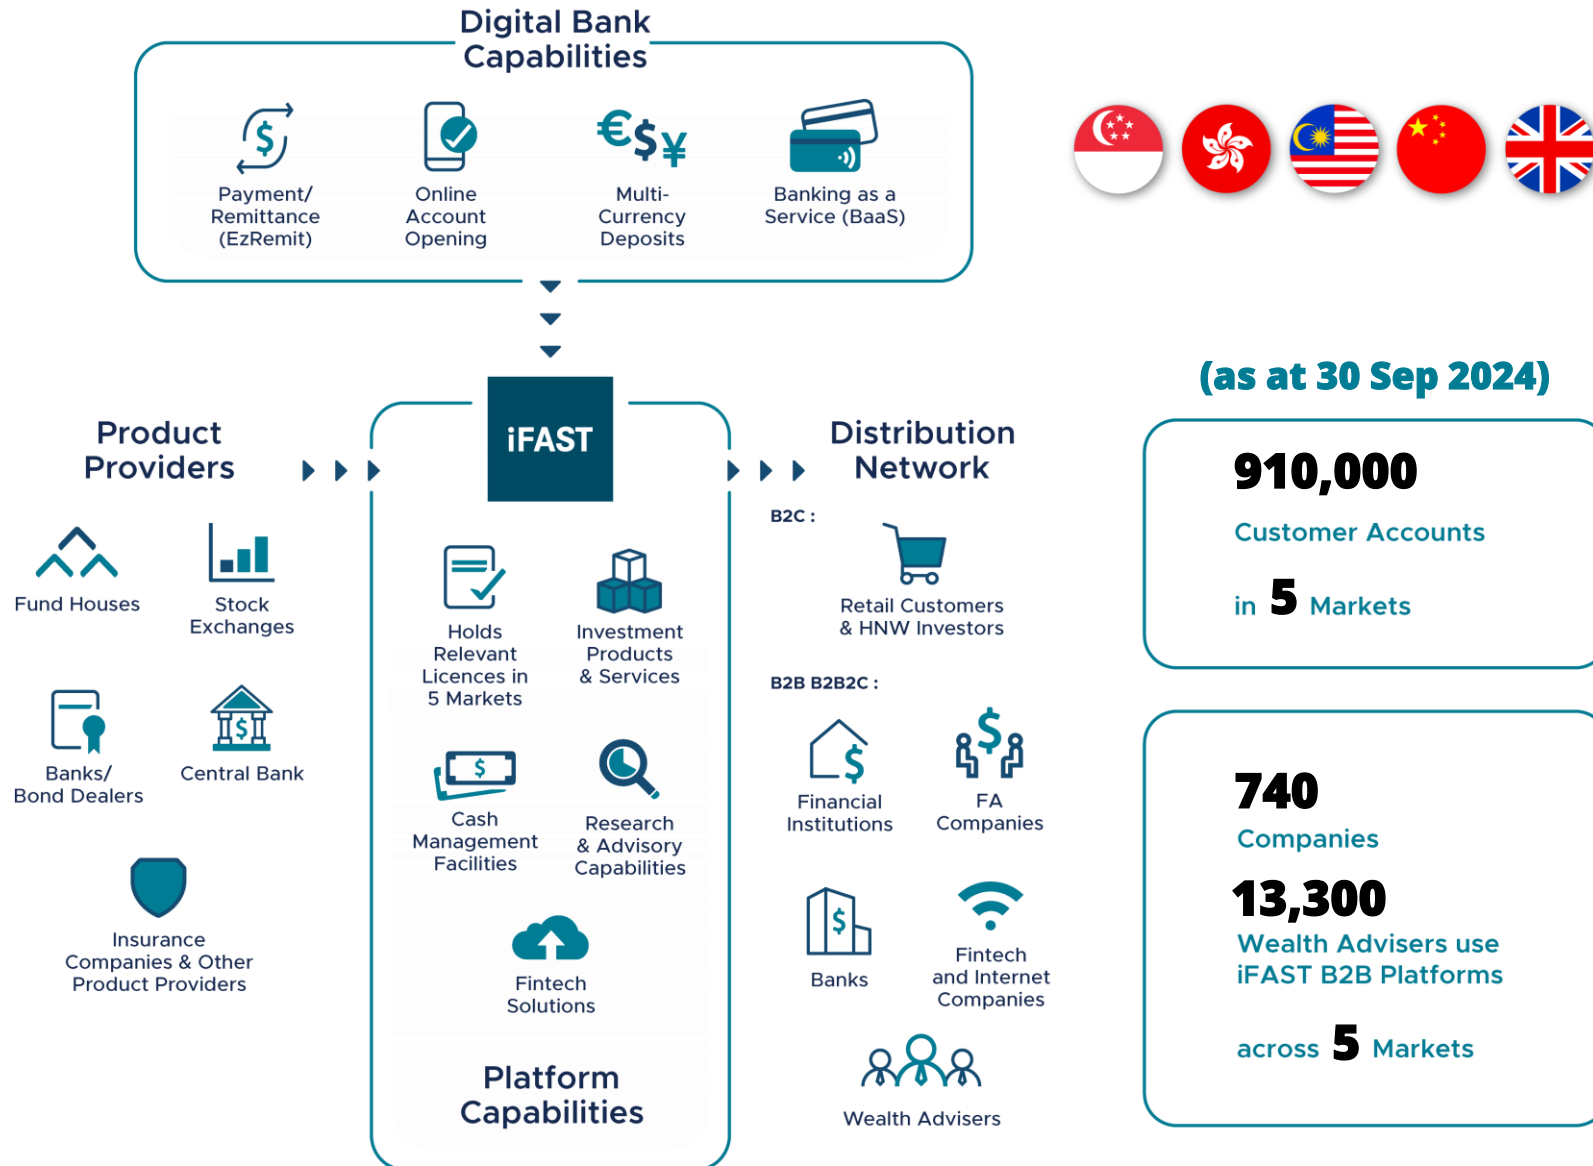 Digital Bank
Capabilities
Payment/
Remittance
(EzRemit)
Online
Account
Opening
Multi-
Currency
Deposits
Banking as a
Service (BaaS)
Product
Providers
Fund Houses
Stock
Exchanges
Banks/
Bond Dealers
Central Bank
Insurance
Companies & Other
Product Providers
iFAST
Holds
Relevant
Licences in
5 Markets
Investment
Products
& Services
Cash
Management
Facilities
Research
& Advisory
Capabilities
Fintech
Solutions
Platform
Capabilities
Distribution
Network
B2C :
Retail Customers
& HNW Investors
B2B B2B2C :
Financial
Institutions
FA
Companies
Banks
Fintech
and Internet
Companies
Wealth Advisers
(as at 30 Sep 2024)
910,000
Customer Accounts
in 5 Markets
740
Companies
13,300
Wealth Advisers use
iFAST B2B Platforms
across 5 Markets